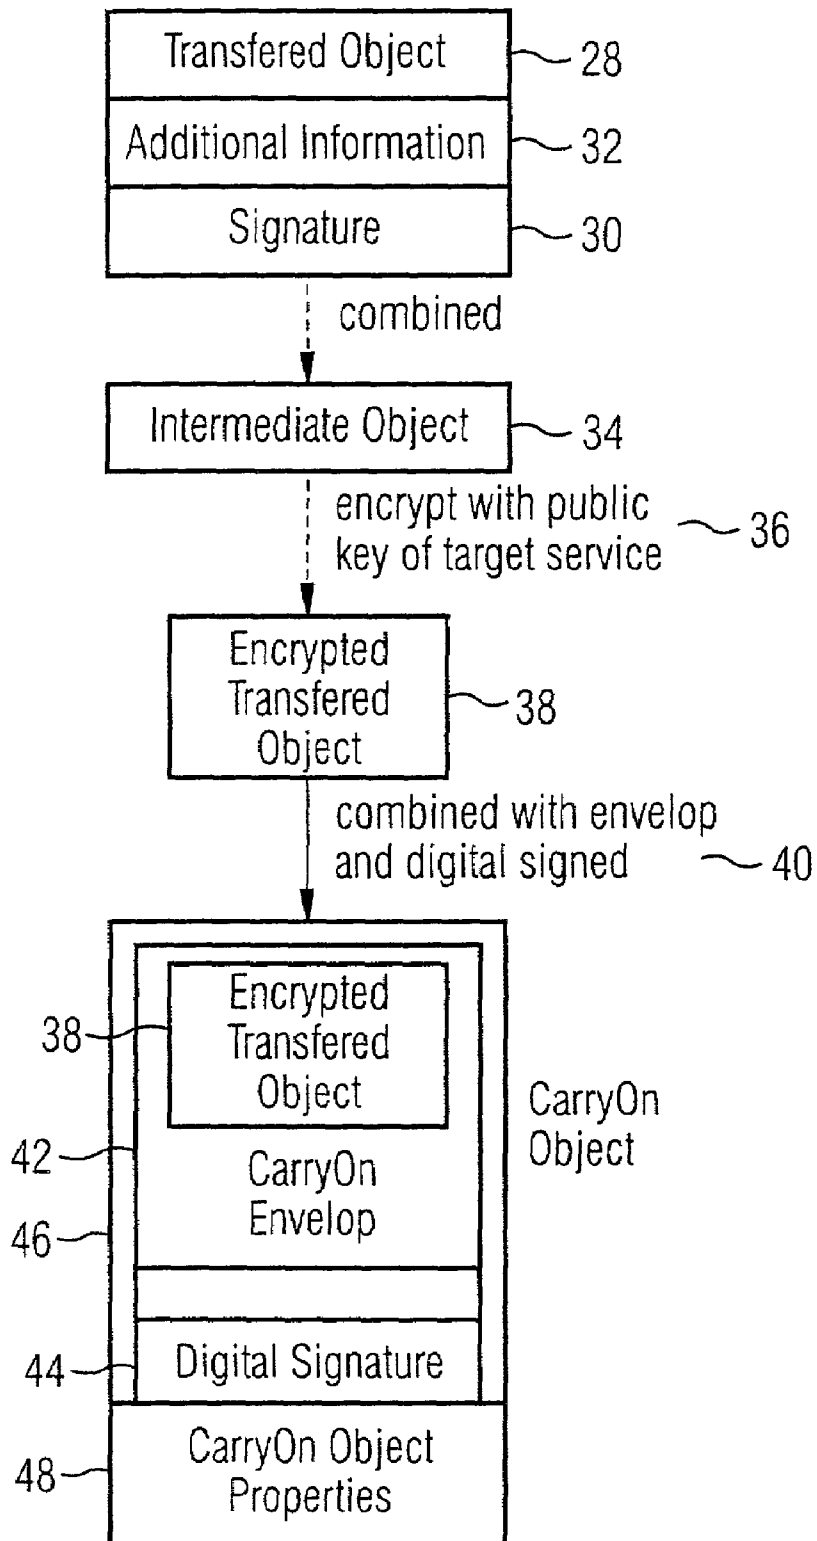 Transfered Object 28
Additional Information 32
Signature 30
combined
Intermediate Object 34
encrypt with public
key of target service
36
Encrypted
Transfered
Object
38
combined with envelop
and digital signed
40
Encrypted
Transfered
Object
38
CarryOn
Object
42
CarryOn
Envelop
46
44
Digital Signature
CarryOn Object
Properties
48